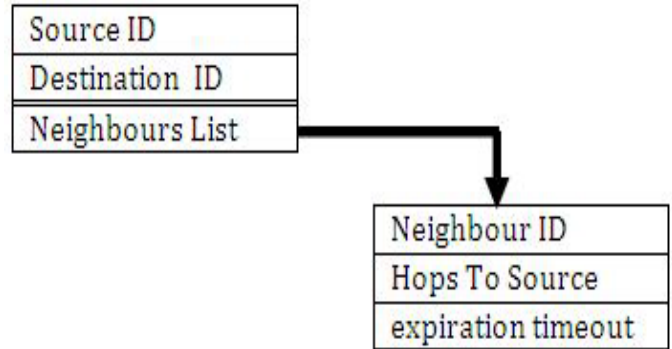 Source ID
Destination ID
Neighbours List
Neighbour ID
Hops To Source
expiration timeout